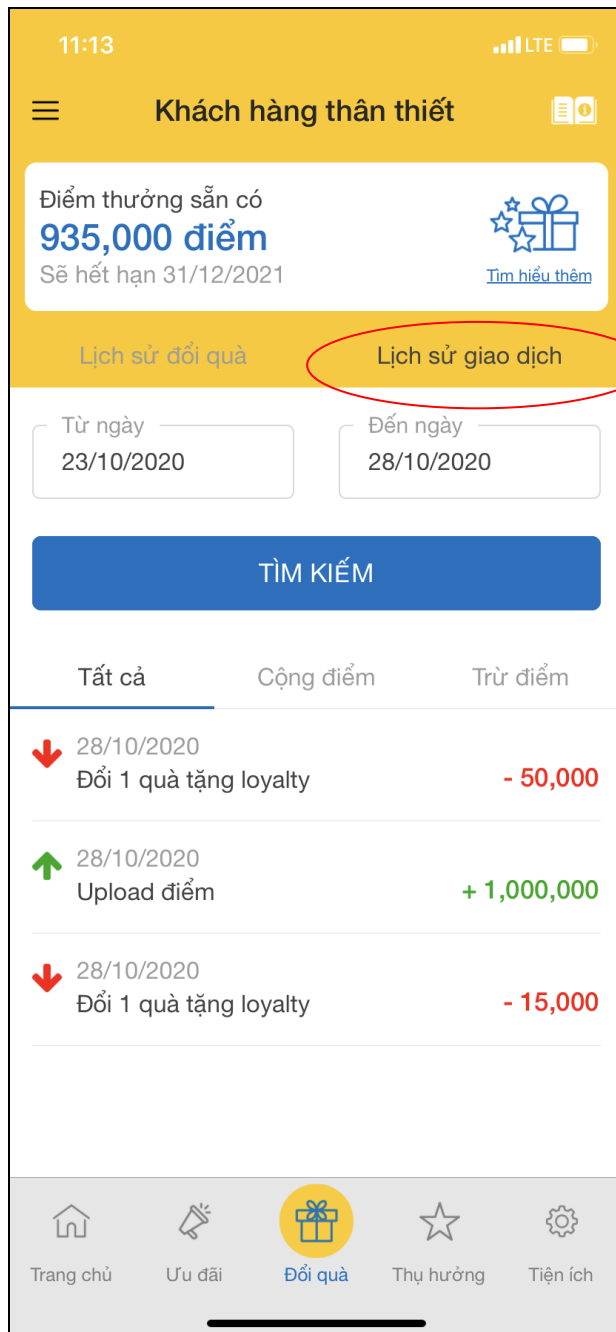 11:13
LTE
Khách hàng thân thiết
Điểm thưởng sẵn có
935,000 điểm
Sẽ hết hạn 31/12/2021
Tìm hiểu thêm
Lịch sử đổi quà
Lịch sử giao dịch
Từ ngày
23/10/2020
Đến ngày
28/10/2020
TÌM KIẾM
Tất cả
Cộng điểm
Trừ điểm
28/10/2020
Đổi 1 quà tặng loyalty
- 50,000
28/10/2020
Upload điểm
+ 1,000,000
28/10/2020
Đổi 1 quà tặng loyalty
- 15,000
Trang chủ
Ưu đãi
Đổi quà
Thụ hưởng
Tiện ích